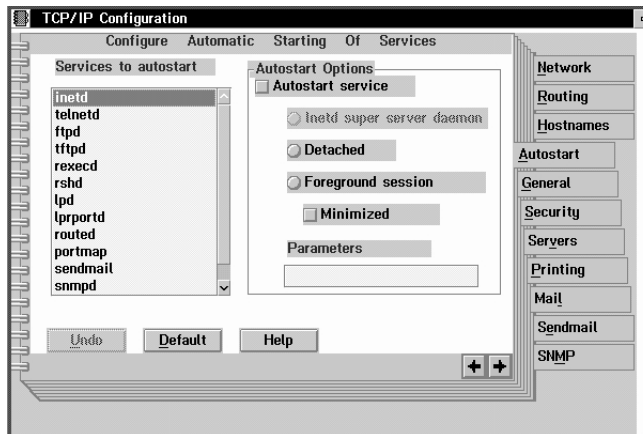 TCP/IP Configuration
Configure Automatic Starting Of Services
Services to autostart
inetd
telnetd
ftpd
tftpd
rexecd
rshd
lpd
lprportd
routed
portmap
sendmail
snmpd
Autostart Options
Autostart service
Inetd super server daemon
Detached
Foreground session
Minimized
Parameters
Undo
Default
Help
Network
Routing
Hostnames
Autostart
General
Security
Servers
Printing
Mail
Sendmail
SNMP